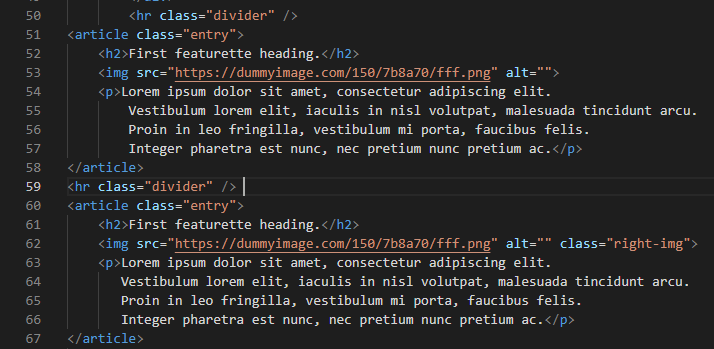 50 <hr class="divider" />
51 <article class="entry">
52 <h2>First featurette heading.</h2>
53 <img src="https://dummyimage.com/150/7b8a70/fff.png" alt="">
54 <p>Lorem ipsum dolor sit amet, consectetur adipiscing elit.
55 Vestibulum lorem elit, iaculis in nisl volutpat, malesuada tincidunt arcu.
56 Proin in leo fringilla, vestibulum mi porta, faucibus felis.
57 Integer pharetra est nunc, nec pretium nunc pretium ac.</p>
58 </article>
59 <hr class="divider" />
60 <article class="entry">
61 <h2>First featurette heading.</h2>
62 <img src="https://dummyimage.com/150/7b8a70/fff.png" alt="" class="right-img">
63 <p>Lorem ipsum dolor sit amet, consectetur adipiscing elit.
64 Vestibulum lorem elit, iaculis in nisl volutpat, malesuada tincidunt arcu.
65 Proin in leo fringilla, vestibulum mi porta, faucibus felis.
66 Integer pharetra est nunc, nec pretium nunc pretium ac.</p>
67 </article>